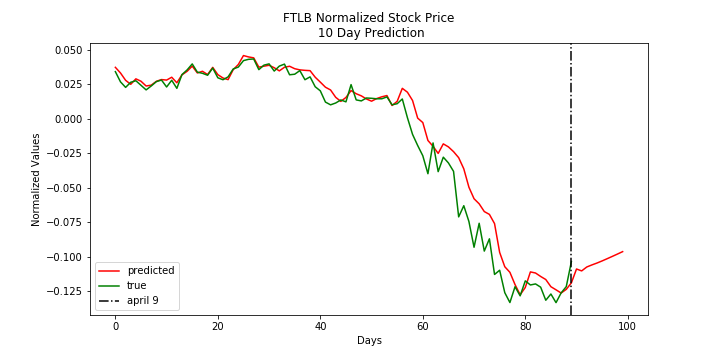 FTLB Normalized Stock Price
10 Day Prediction
0.050
0.025
0.000
−0.025
−0.050
−0.075
−0.100
−0.125
Normalized Values
predicted
true
april 9
0 20 40 60 80 100
Days